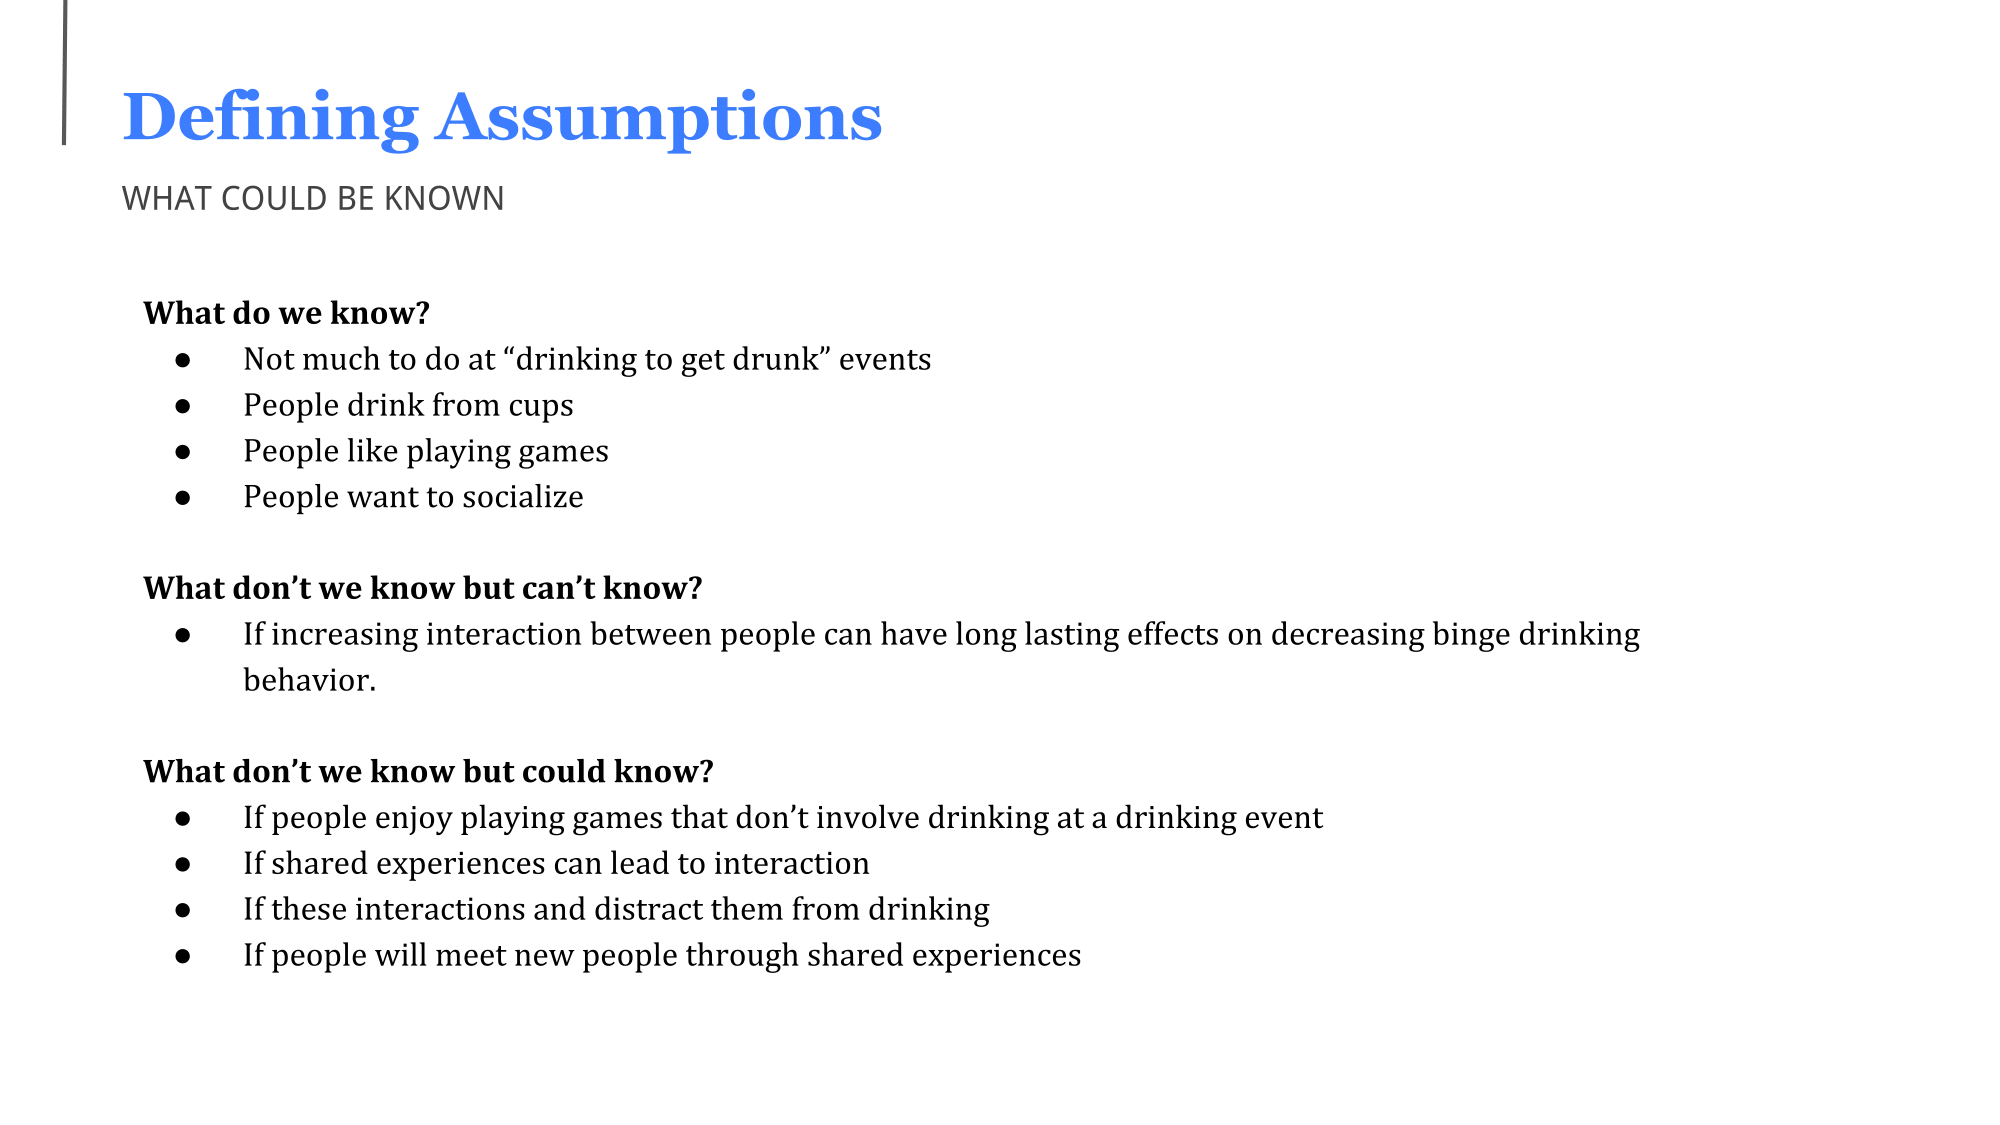 Defining Assumptions
WHAT COULD BE KNOWN
What do we know?
● Not much to do at “drinking to get drunk” events
● People drink from cups
● People like playing games
● People want to socialize
What don’t we know but can’t know?
● If increasing interaction between people can have long lasting effects on decreasing binge drinking
behavior.
What don’t we know but could know?
● If people enjoy playing games that don’t involve drinking at a drinking event
● If shared experiences can lead to interaction
● If these interactions and distract them from drinking
● If people will meet new people through shared experiences